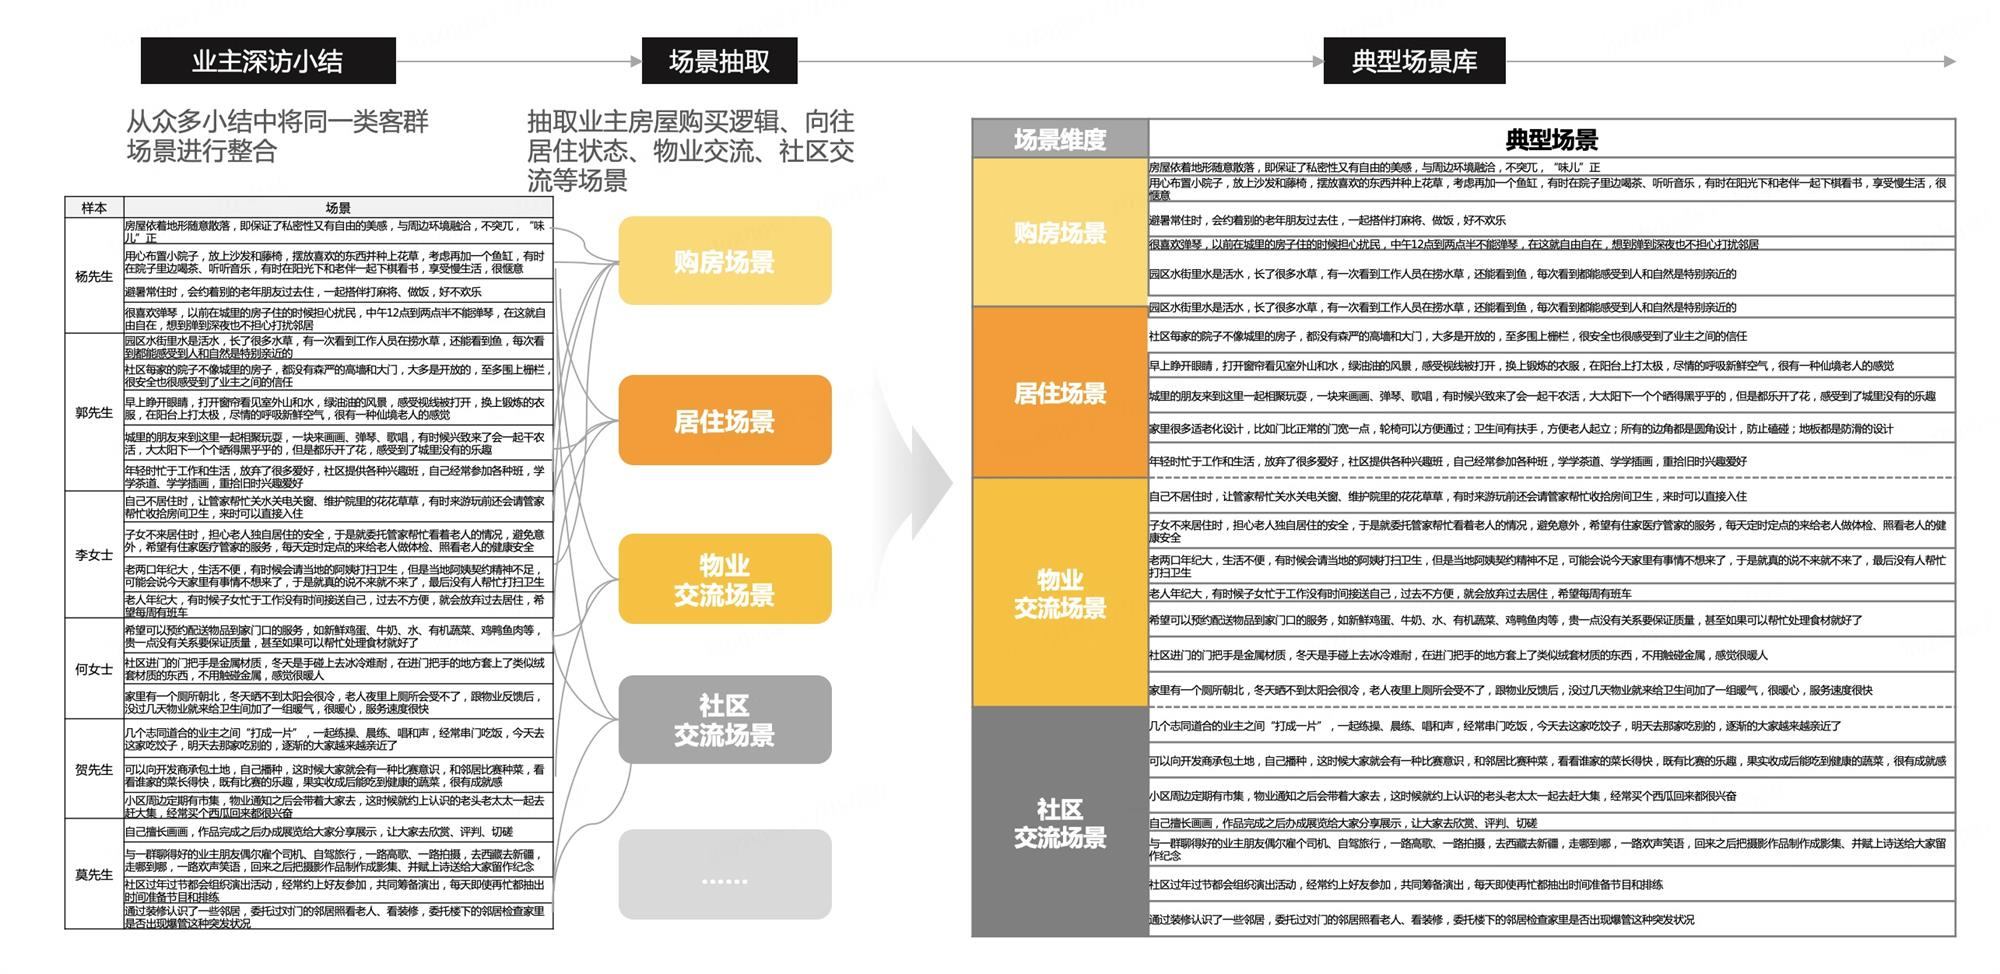 业主深访小结
场景抽取
典型场景库
从众多小结中将同一类客群
场景进行整合
抽取业主房屋购买逻辑、向往
居住状态、物业交流、社区交
流等场景
样本
场景
杨先生
房屋依着地形随意散落，即保证了私密性又有自由的美感，与周边环境融洽，不突兀，“味
儿”正
用心布置小院子，放上沙发和藤椅，摆放喜欢的东西并种上花草，考虑再加一个鱼缸，有时
在院子里边喝茶、听听音乐，有时在阳光下和老伴一起下棋看书，享受慢生活，很惬意
避暑常住时，会约着别的老年朋友过去住，一起搭伴打麻将、做饭，好不欢乐
很喜欢弹琴，以前在城里的房子住的时候担心扰民，中午12点到两点半不能弹琴，在这就自
由自在，想到弹到深夜也不担心打扰邻居
郭先生
园区水街里水是活水，长了很多水草，有一次看到工作人员在捞水草，还能看到鱼，每次看
到都能感受到人和自然是特别亲近的
社区每家的院子不像城里的房子，都没有森严的高墙和大门，大多是开放的，至多围上栅栏，
很安全也很感受到了业主之间的信任
早上睁开眼睛，打开窗帘看见室外山和水，绿油油的风景，感受视线被打开，换上锻炼的衣
服，在阳台上打太极，尽情的呼吸新鲜空气，很有一种仙境老人的感觉
城里的朋友来到这里一起相聚玩耍，一块来画画、弹琴、歌唱，有时候兴致来了会一起干农
活，大太阳下一个个晒得黑乎乎的，但是都乐开了花，感受到了城里没有的乐趣
年轻时忙于工作和生活，放弃了很多爱好，社区提供各种兴趣班，自己经常参加各种班，学
学茶道、学学插画，重拾旧时兴趣爱好
李女士
自己不居住时，让管家帮忙关水关电关窗、维护院里的花花草草，有时来游玩前还会请管家
帮忙收拾房间卫生，来时可以直接入住
子女不来居住时，担心老人独自居住的安全，于是就委托管家帮忙看着老人的情况，避免意
外，希望有住家医疗管家的服务，每天定时定点的来给老人做体检、照看老人的健康安全
老两口年纪大，生活不便，有时候会请当地的阿姨打扫卫生，但是当地阿姨契约精神不足，
可能会说今天家里有事情不想来了，于是就真的说不来就不来了，最后没有人帮忙打扫卫生
老人年纪大，有时候子女忙于工作没有时间接送自己，过去不方便，就会放弃过去居住，希
望每周有班车
何女士
希望可以预约配送物品到家门口的服务，如新鲜鸡蛋、牛奶、水、有机蔬菜、鸡鸭鱼肉等，
贵一点没有关系要保证质量，甚至如果可以帮忙处理食材就好了
社区进门的门把手是金属材质，冬天是手碰上去冰冷难耐，在进门把手的地方套上了类似绒
套材质的东西，不用触碰金属，感觉很暖人
家里有一个厕所朝北，冬天晒不到太阳会很冷，老人夜里上厕所会受不了，跟物业反馈后，
没过几天物业就来给卫生间加了一组暖气，很暖心，服务速度很快
贺先生
几个志同道合的业主之间“打成一片”，一起练操、晨练、唱和声，经常串门吃饭，今天去
这家吃饺子，明天去那家吃别的，逐渐的大家越来越亲近了
可以向开发商承包土地，自己播种，这时候大家就会有一种比赛意识，和邻居比赛种菜，看
看谁家的菜长得快，既有比赛的乐趣，果实收成后能吃到健康的蔬菜，很有成就感
小区周边定期有市集，物业通知之后会带着大家去，这时候就约上认识的老头老太太一起去
赶大集，经常买个西瓜回来都很兴奋
莫先生
自己擅长画画，作品完成之后办成展览给大家分享展示，让大家去欣赏、评判、切磋
与一群聊得好的业主朋友偶尔雇个司机、自驾旅行，一路高歌、一路拍摄，去西藏去新疆，
走哪到哪，一路欢声笑语，回来之后把摄影作品制作成影集、并赋上诗送给大家留作纪念
社区过年过节都会组织演出活动，经常约上好友参加，共同筹备演出，每天即使再忙都抽出
时间准备节目和排练
通过装修认识了一些邻居，委托过对门的邻居照看老人、看装修，委托楼下的邻居检查家里
是否出现爆管这种突发状况
购房场景
居住场景
物业
交流场景
社区
交流场景
……
场景维度
典型场景
购房场景
房屋依着地形随意散落，即保证了私密性又有自由的美感，与周边环境融洽，不突兀，“味儿”正
用心布置小院子，放上沙发和藤椅，摆放喜欢的东西并种上花草，考虑再加一个鱼缸，有时在院子里边喝茶、听听音乐，有时在阳光下和老伴一起下棋看书，享受慢生活，很
惬意
避暑常住时，会约着别的老年朋友过去住，一起搭伴打麻将、做饭，好不欢乐
很喜欢弹琴，以前在城里的房子住的时候担心扰民，中午12点到两点半不能弹琴，在这就自由自在，想到弹到深夜也不担心打扰邻居
园区水街里水是活水，长了很多水草，有一次看到工作人员在捞水草，还能看到鱼，每次看到都能感受到人和自然是特别亲近的
居住场景
园区水街里水是活水，长了很多水草，有一次看到工作人员在捞水草，还能看到鱼，每次看到都能感受到人和自然是特别亲近的
社区每家的院子不像城里的房子，都没有森严的高墙和大门，大多是开放的，至多围上栅栏，很安全也很感受到了业主之间的信任
早上睁开眼睛，打开窗帘看见室外山和水，绿油油的风景，感受视线被打开，换上锻炼的衣服，在阳台上打太极，尽情的呼吸新鲜空气，很有一种仙境老人的感觉
城里的朋友来到这里一起相聚玩耍，一块来画画、弹琴、歌唱，有时候兴致来了会一起干农活，大太阳下一个个晒得黑乎乎的，但是都乐开了花，感受到了城里没有的乐趣
家里很多适老化设计，比如门比正常的门宽一点，轮椅可以方便通过；卫生间有扶手，方便老人起立；所有的边角都是圆角设计，防止磕碰；地板都是防滑的设计
年轻时忙于工作和生活，放弃了很多爱好，社区提供各种兴趣班，自己经常参加各种班，学学茶道、学学插画，重拾旧时兴趣爱好
物业
交流场景
自己不居住时，让管家帮忙关水关电关窗、维护院里的花花草草，有时来游玩前还会请管家帮忙收拾房间卫生，来时可以直接入住
子女不来居住时，担心老人独自居住的安全，于是就委托管家帮忙看着老人的情况，避免意外，希望有住家医疗管家的服务，每天定时定点的来给老人做体检、照看老人的健
康安全
老两口年纪大，生活不便，有时候会请当地的阿姨打扫卫生，但是当地阿姨契约精神不足，可能会说今天家里有事情不想来了，于是就真的说不来就不来了，最后没有人帮忙
打扫卫生
老人年纪大，有时候子女忙于工作没有时间接送自己，过去不方便，就会放弃过去居住，希望每周有班车
希望可以预约配送物品到家门口的服务，如新鲜鸡蛋、牛奶、水、有机蔬菜、鸡鸭鱼肉等，贵一点没有关系要保证质量，甚至如果可以帮忙处理食材就好了
社区进门的门把手是金属材质，冬天是手碰上去冰冷难耐，在进门把手的地方套上了类似绒套材质的东西，不用触碰金属，感觉很暖人
家里有一个厕所朝北，冬天晒不到太阳会很冷，老人夜里上厕所会受不了，跟物业反馈后，没过几天物业就来给卫生间加了一组暖气，很暖心，服务速度很快
社区
交流场景
几个志同道合的业主之间“打成一片”，一起练操、晨练、唱和声，经常串门吃饭，今天去这家吃饺子，明天去那家吃别的，逐渐的大家越来越亲近了
可以向开发商承包土地，自己播种，这时候大家就会有一种比赛意识，和邻居比赛种菜，看看谁家的菜长得快，既有比赛的乐趣，果实收成后能吃到健康的蔬菜，很有成就感
小区周边定期有市集，物业通知之后会带着大家去，这时候就约上认识的老头老太太一起去赶大集，经常买个西瓜回来都很兴奋
自己擅长画画，作品完成之后办成展览给大家分享展示，让大家去欣赏、评判、切磋
与一群聊得好的业主朋友偶尔雇个司机、自驾旅行，一路高歌、一路拍摄，去西藏去新疆，走哪到哪，一路欢声笑语，回来之后把摄影作品制作成影集、并赋上诗送给大家留
作纪念
社区过年过节都会组织演出活动，经常约上好友参加，共同筹备演出，每天即使再忙都抽出时间准备节目和排练
通过装修认识了一些邻居，委托过对门的邻居照看老人、看装修，委托楼下的邻居检查家里是否出现爆管这种突发状况